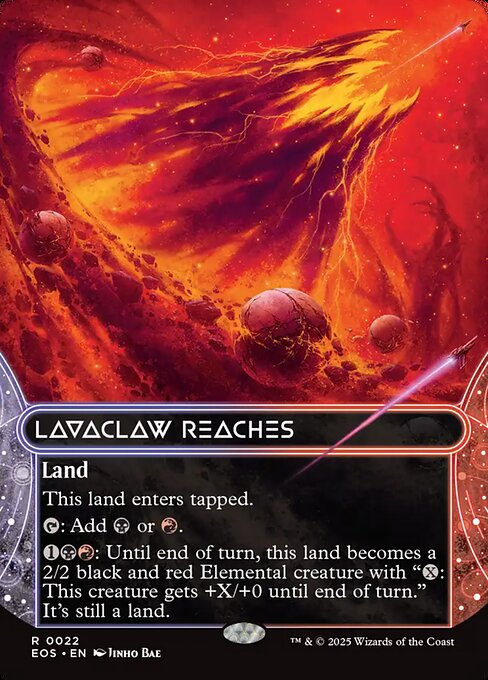 LAVACLAW REACHES
Land
This land enters tapped.
: Add or .
1: Until end of turn, this land becomes a
2/2 black and red Elemental creature with “X:
This creature gets +X/+0 until end of turn.”
It’s still a land.
R 0022
EOS • EN Jinho Bae
™ & © 2025 Wizards of the Coast